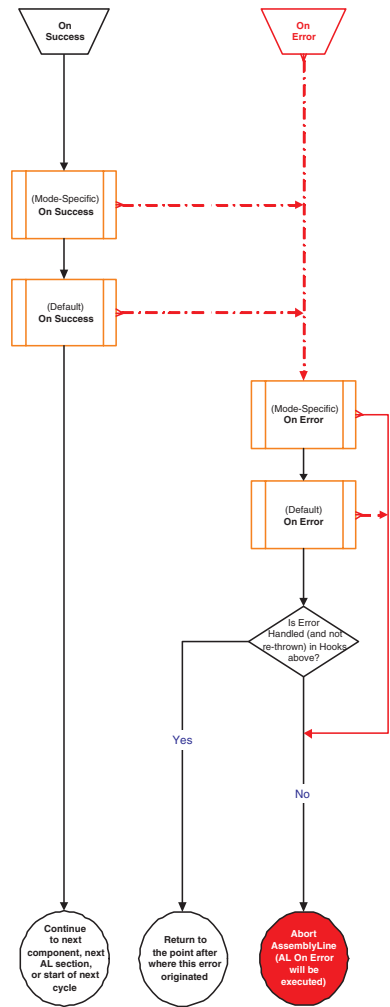 On
Success
On
Error
(Mode-Specific)
On Success
(Default)
On Success
(Mode-Specific)
On Error
(Default)
On Error
Is Error
Handled (and not
re-thrown) in Hooks
above?
Yes
No
Continue
to next
component, next
AL section,
or start of next
cycle
Return to
the point after
where this error
originated
Abort
AssemblyLine
(AL On Error
will be
executed)